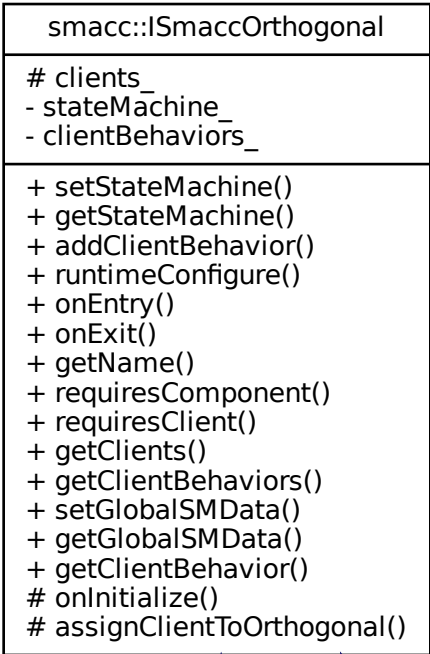 smacc::ISmaccOrthogonal
# clients_
- stateMachine_
- clientBehaviors_
+ setStateMachine()
+ getStateMachine()
+ addClientBehavior()
+ runtimeConfigure()
+ onEntry()
+ onExit()
+ getName()
+ requiresComponent()
+ requiresClient()
+ getClients()
+ getClientBehaviors()
+ setGlobalSMData()
+ getGlobalSMData()
+ getClientBehavior()
# onInitialize()
# assignClientToOrthogonal()